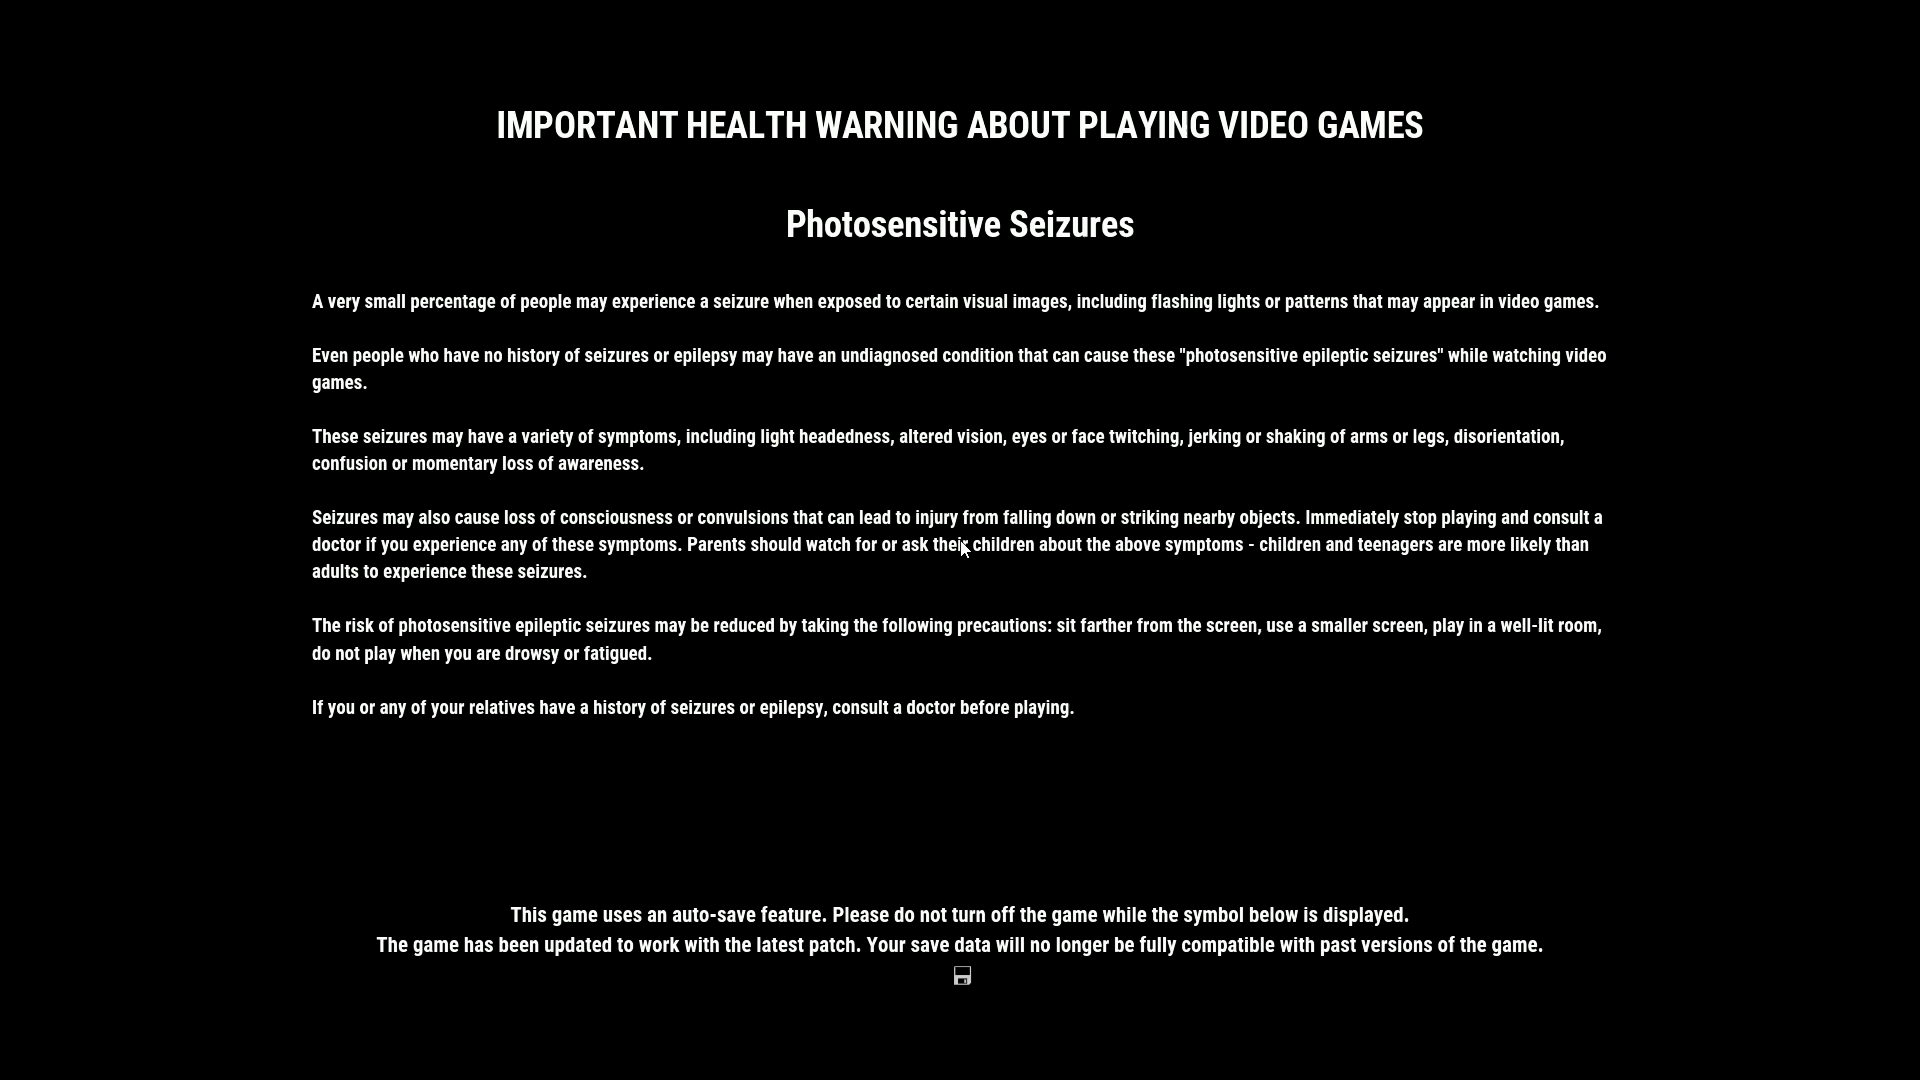 IMPORTANT HEALTH WARNING ABOUT PLAYING VIDEO GAMES
Photosensitive Seizures
A very small percentage of people may experience a seizure when exposed to certain visual images, including flashing lights or patterns that may appear in video games.
Even people who have no history of seizures or epilepsy may have an undiagnosed condition that can cause these "photosensitive epileptic seizures" while watching video
games.
These seizures may have a variety of symptoms, including light headedness, altered vision, eyes or face twitching, jerking or shaking of arms or legs, disorientation,
confusion or momentary loss of awareness.
Seizures may also cause loss of consciousness or convulsions that can lead to injury from falling down or striking nearby objects. Immediately stop playing and consult a
doctor if you experience any of these symptoms. Parents should watch for or ask their children about the above symptoms - children and teenagers are more likely than
adults to experience these seizures.
The risk of photosensitive epileptic seizures may be reduced by taking the following precautions: sit farther from the screen, use a smaller screen, play in a well-lit room,
do not play when you are drowsy or fatigued.
If you or any of your relatives have a history of seizures or epilepsy, consult a doctor before playing.
This game uses an auto-save feature. Please do not turn off the game while the symbol below is displayed.
The game has been updated to work with the latest patch. Your save data will no longer be fully compatible with past versions of the game.